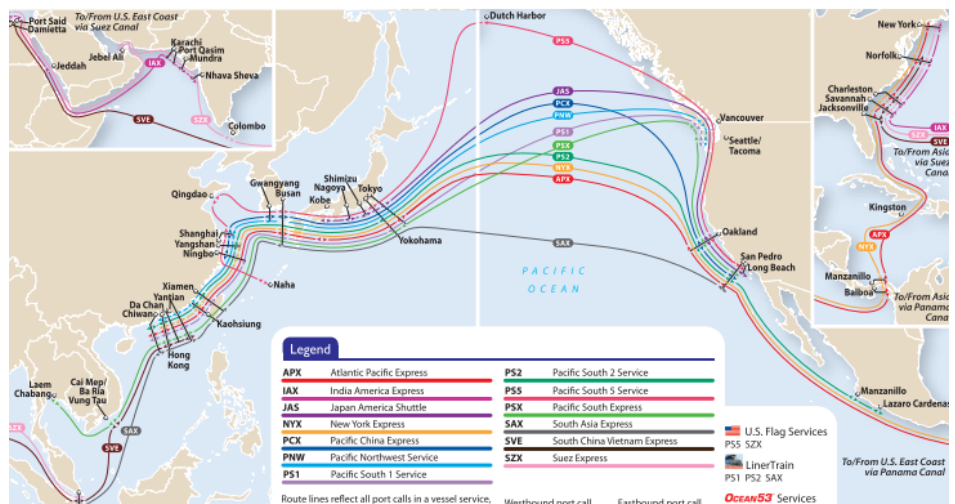 Port Said
Damietta
To/From U.S. East Coast
via Suez Canal
Jebel Ali
Karachi
Port Qasim
Mundra
IAX
Jeddah
Nhava Sheva
SVE
SZX
Colombo
Dutch Harbor
PS5
JAS
PCX
PNW
PS1
PSX
PS2
NYX
APX
SAX
Vancouver
Seattle/
Tacoma
Oakland
San Pedro
Long Beach
New York
Norfolk
Charleston
Savannah
Jacksonville
IAX
SZX
SVE
To/From Asia
via Suez
Canal
Kingston
APX
NYX
Manzanillo
Balboa
To/From Asia
via Panama
Canal
Qingdao
Gwangyang
Busan
Shimizu
Nagoya
Tokyo
Kobe
Yokohama
Shanghai
Yangshan
Ningbo
Naha
Xiamen
Yantian
Da Chan
Chiwan
Kaohsiung
Hong
Kong
Laem
Chabang
Cai Mep/
Ba Ria
Vung Tau
SAX
SVE
SZX
PACIFIC
OCEAN
Manzanillo
Lazaro Cardenas
To/From U.S. East Coast
via Panama Canal
Legend
APX Atlantic Pacific Express
IAX India America Express
JAS Japan America Shuttle
NYX New York Express
PCX Pacific China Express
PNW Pacific Northwest Service
PS1 Pacific South 1 Service
PS2 Pacific South 2 Service
PS5 Pacific South 5 Service
PSX Pacific South Express
SAX South Asia Express
SVE South China Vietnam Express
SZX Suez Express
U.S. Flag Services
PS5 SZX
LinerTrain
PS1 PS2 SAX
OCEAN53 Services
Route lines reflect all port calls in a vessel service,
Westbound port call
Eastbound port call